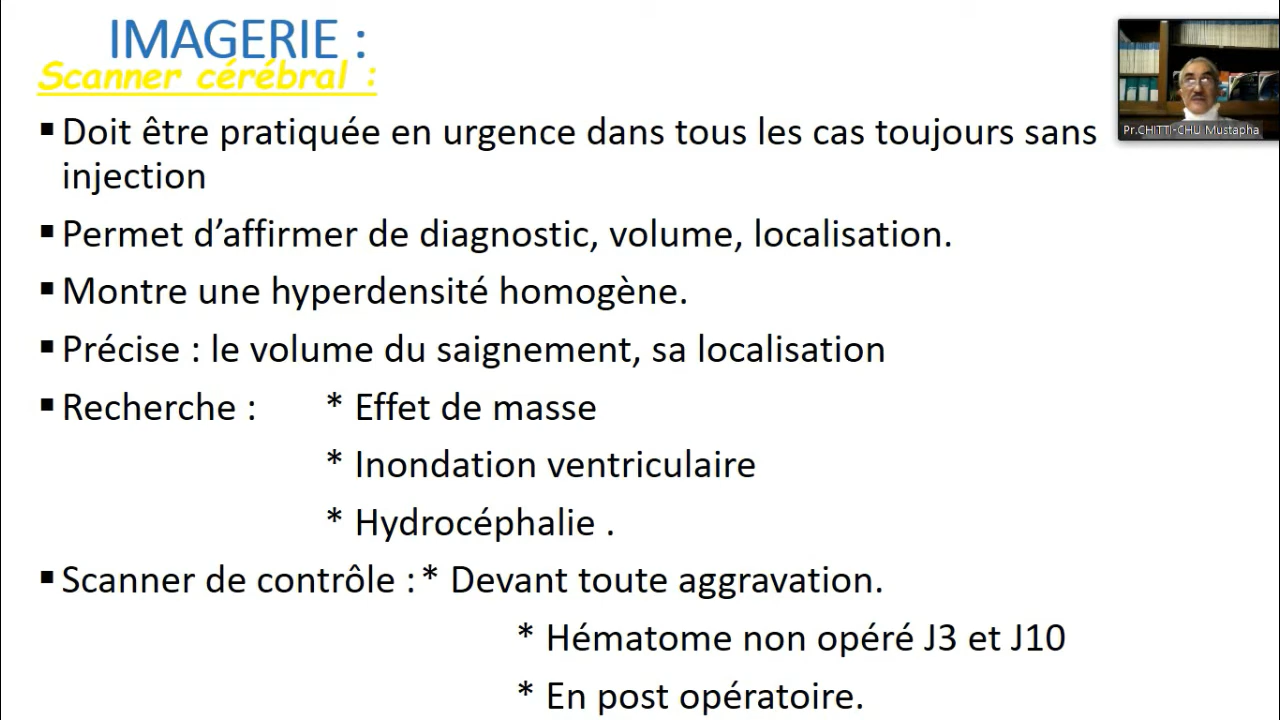 IMAGERIE :
Scanner cérébral :
Pr.CHITTI-CHU Mustapha
▪ Doit être pratiquée en urgence dans tous les cas toujours sans
injection
▪ Permet d’affirmer de diagnostic, volume, localisation.
▪ Montre une hyperdensité homogène.
▪ Précise : le volume du saignement, sa localisation
▪ Recherche : * Effet de masse
* Inondation ventriculaire
* Hydrocéphalie .
▪ Scanner de contrôle : * Devant toute aggravation.
* Hématome non opéré J3 et J10
* En post opératoire.